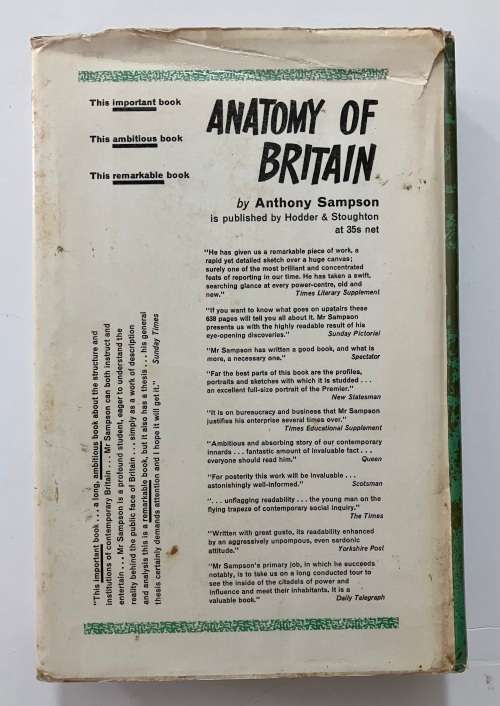 This important book
This ambitious book
This remarkable book
ANATOMY OF
BRITAIN
by Anthony Sampson
is published by Hodder & Stoughton
at 35s net
"He has given us a remarkable piece of work, a
rapid yet detailed sketch over a huge canvas;
surely one of the most brilliant and concentrated
feats of reporting in our time. He has taken a swift,
searching glance at every power-centre, old and
new." Times Literary Supplement
"If you want to know what goes on upstairs these
638 pages will tell you all about it. Mr Sampson
presents us with the highly readable result of his
eye-opening discoveries." Sunday Pictorial
"Mr Sampson has written a good book, and what is
more, a necessary one." Spectator
"Far the best parts of this book are the profiles,
portraits and sketches with which it is studded . . .
an excellent full-size portrait of the Premier."
New Statesman
"It is on bureaucracy and business that Mr Sampson
justifies his enterprise several times over."
Times Educational Supplement
"Ambitious and absorbing story of our contemporary
innards . . . fantastic amount of invaluable fact . . .
everyone should read him." Queen
"For posterity this work will be invaluable . . .
astonishingly well-informed." Scotsman
". . . unflagging readability . . . the young man on the
flying trapeze of contemporary social inquiry."
The Times
"Written with great gusto, its readability enhanced
by an aggressively unpompous, even sardonic
attitude." Yorkshire Post
"Mr Sampson's primary job, in which he succeeds
notably, is to take us on a long conducted tour to
see the inside of the citadels of power and
influence and meet their inhabitants. It is a
valuable book." Daily Telegraph
"This important book . . . a long, ambitious book about the structure and
institutions of contemporary Britain . . . Mr Sampson can both instruct and
entertain . . . Mr Sampson is a profound student, eager to understand the
reality behind the public face of Britain . . . simply as a work of description
and analysis this is a remarkable book, but it also has a thesis . . . his general
thesis certainly demands attention and I hope it will get it." Sunday Times